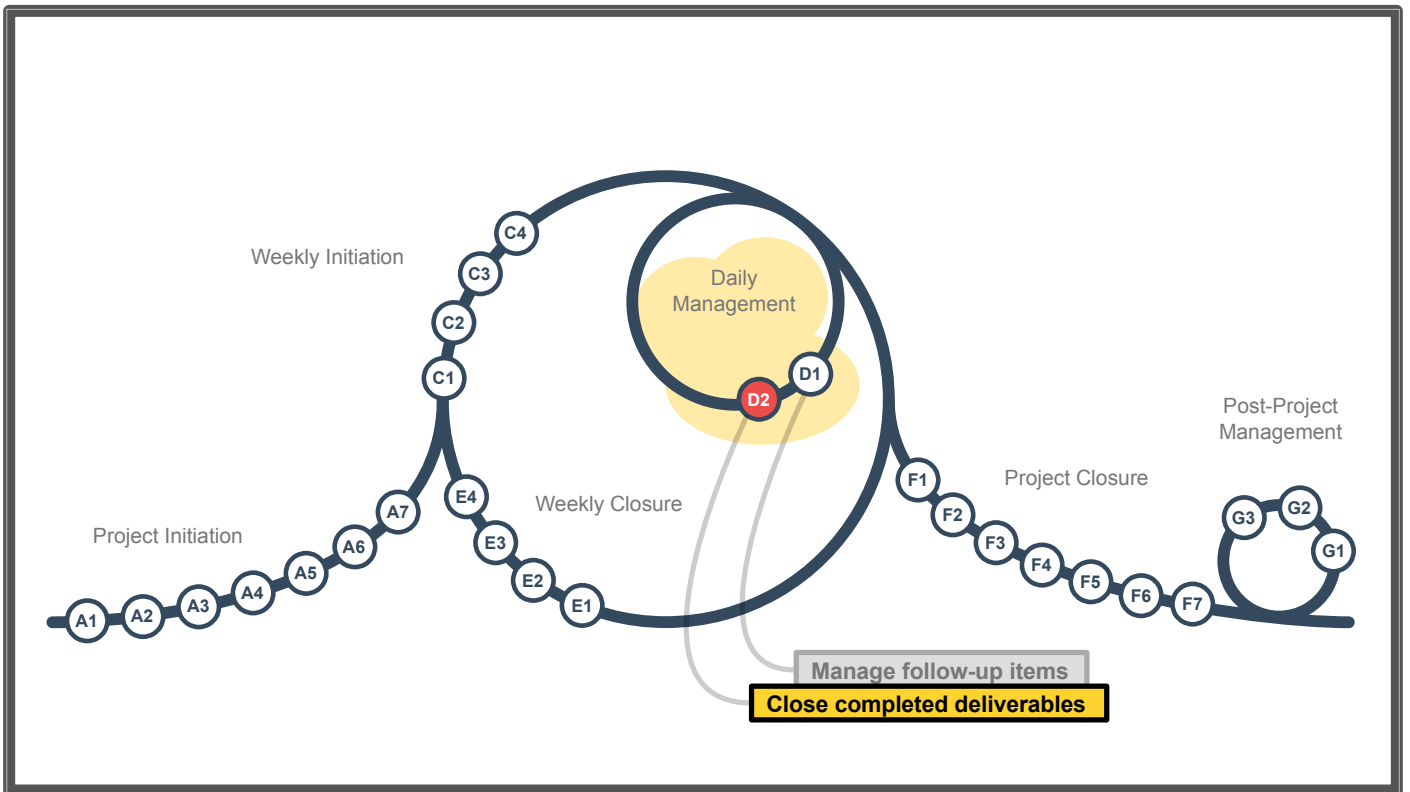 C4
Weekly Initiation
C3
Daily
Management
C2
C1
D1
D2
Post-Project
Management
F1
Project Closure
E4
Weekly Closure
A7
F2
G3
G2
Project Initiation
E3
A6
F3
G1
A5
E2
F4
A4
F5
A3
E1
F6
A2
F7
A1
Manage follow-up items
Close completed deliverables